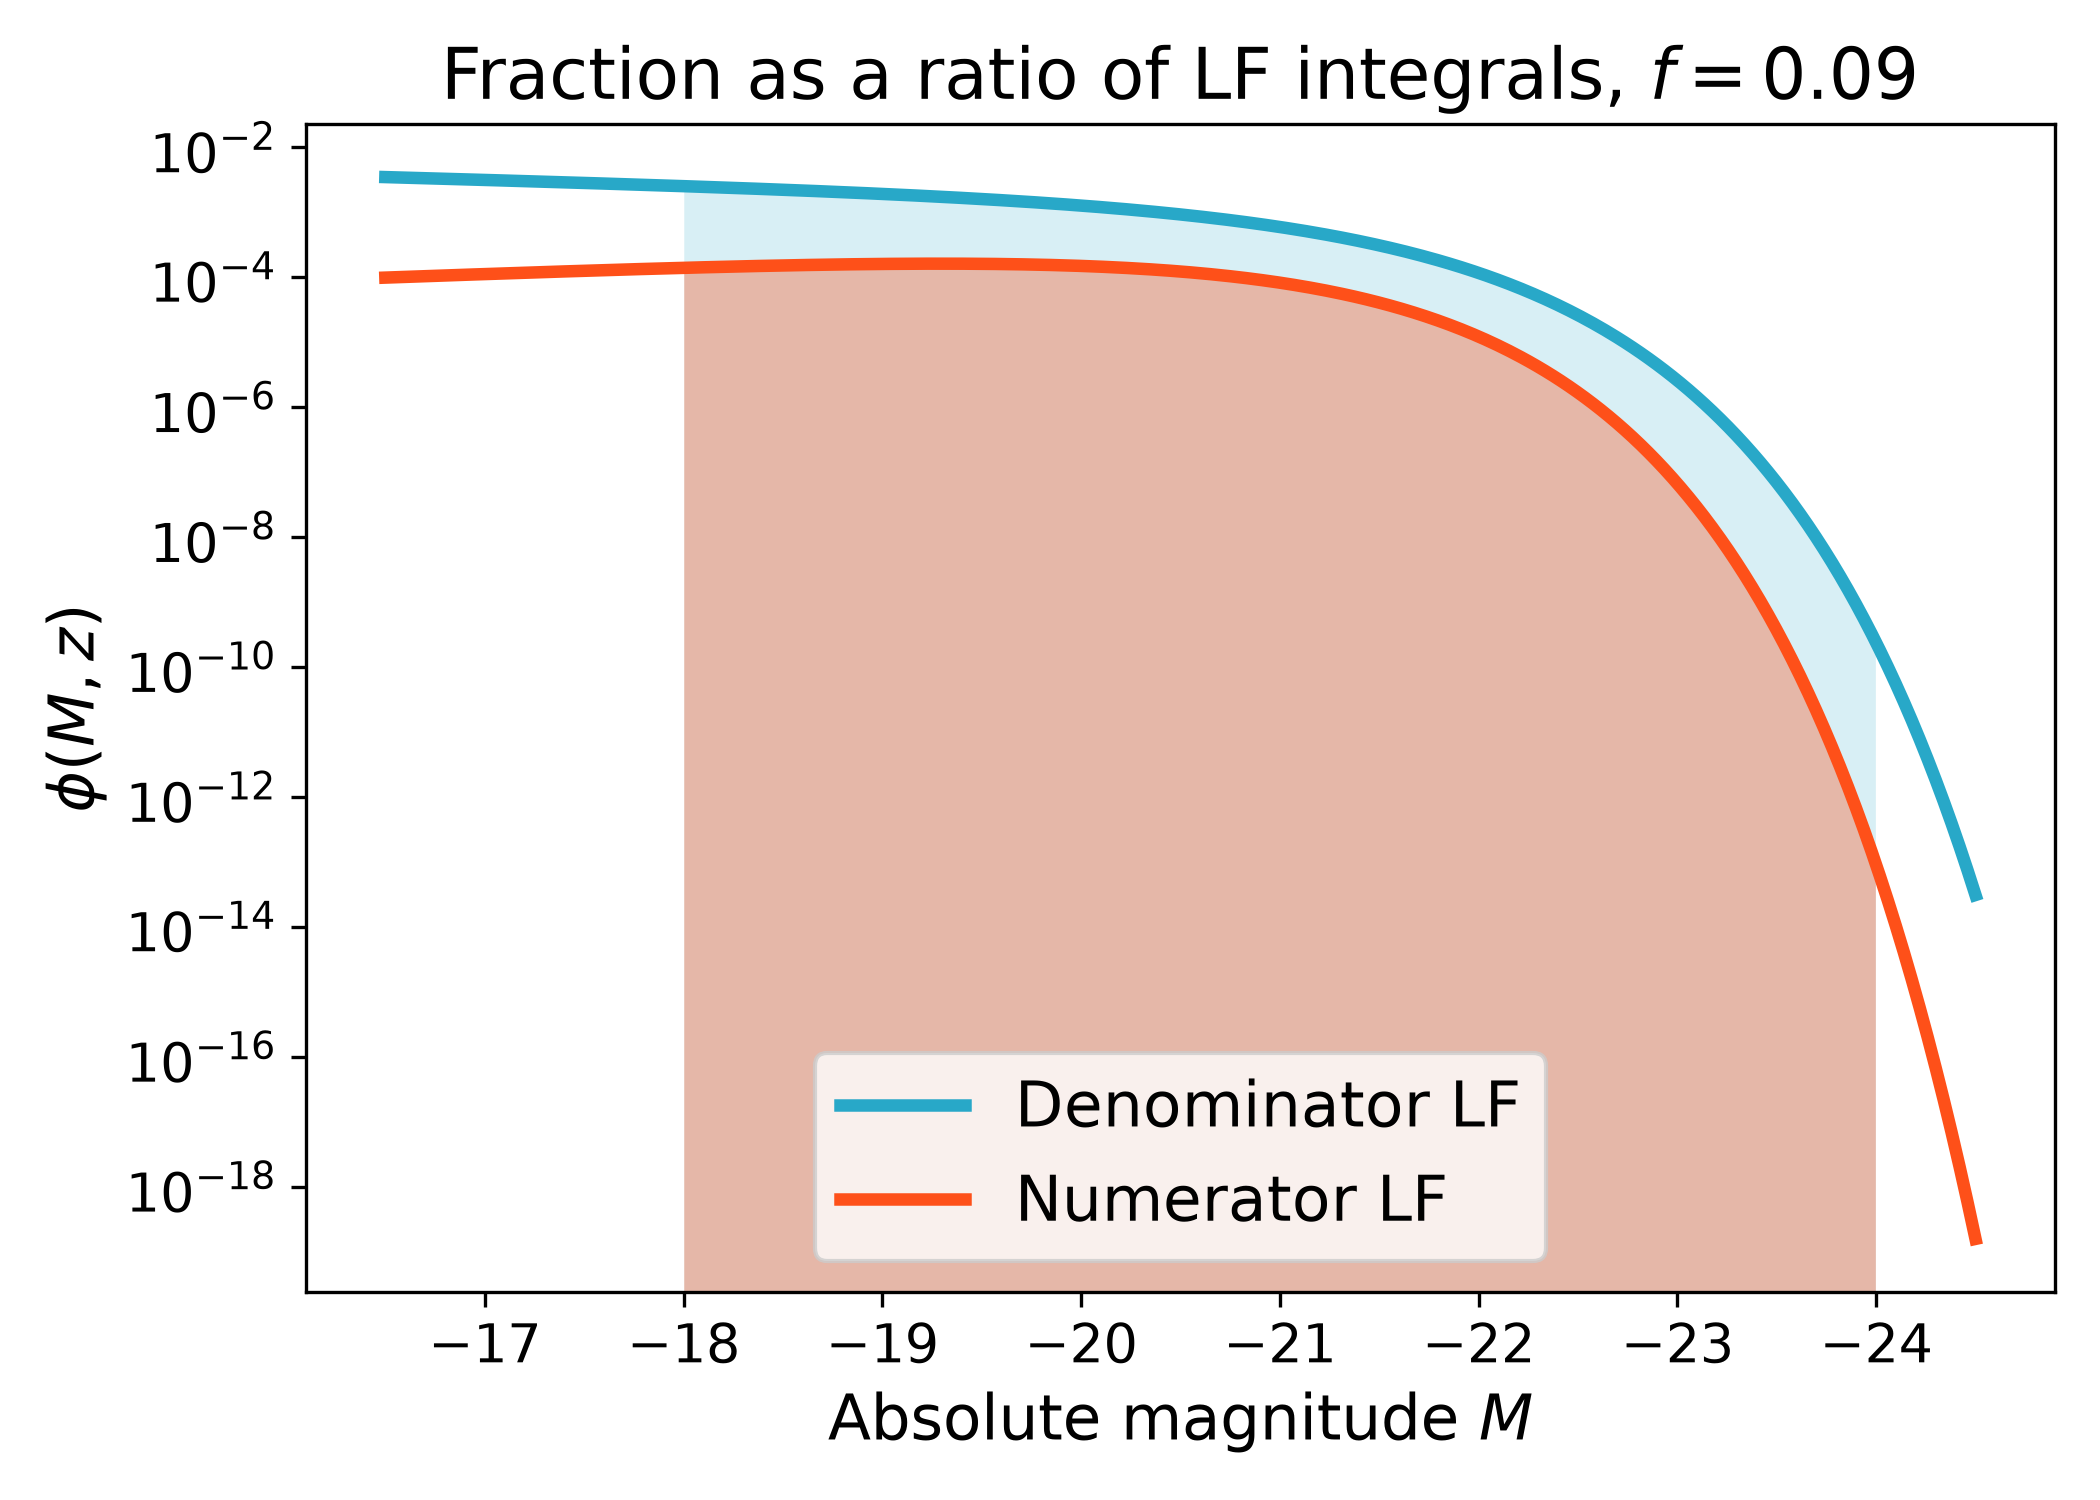 Fraction as a ratio of LF integrals, f = 0.09
10⁻²
10⁻⁴
10⁻⁶
10⁻⁸
10⁻¹⁰
10⁻¹²
10⁻¹⁴
10⁻¹⁶
10⁻¹⁸
ϕ(M, z)
Denominator LF
Numerator LF
−17 −18 −19 −20 −21 −22 −23 −24
Absolute magnitude M